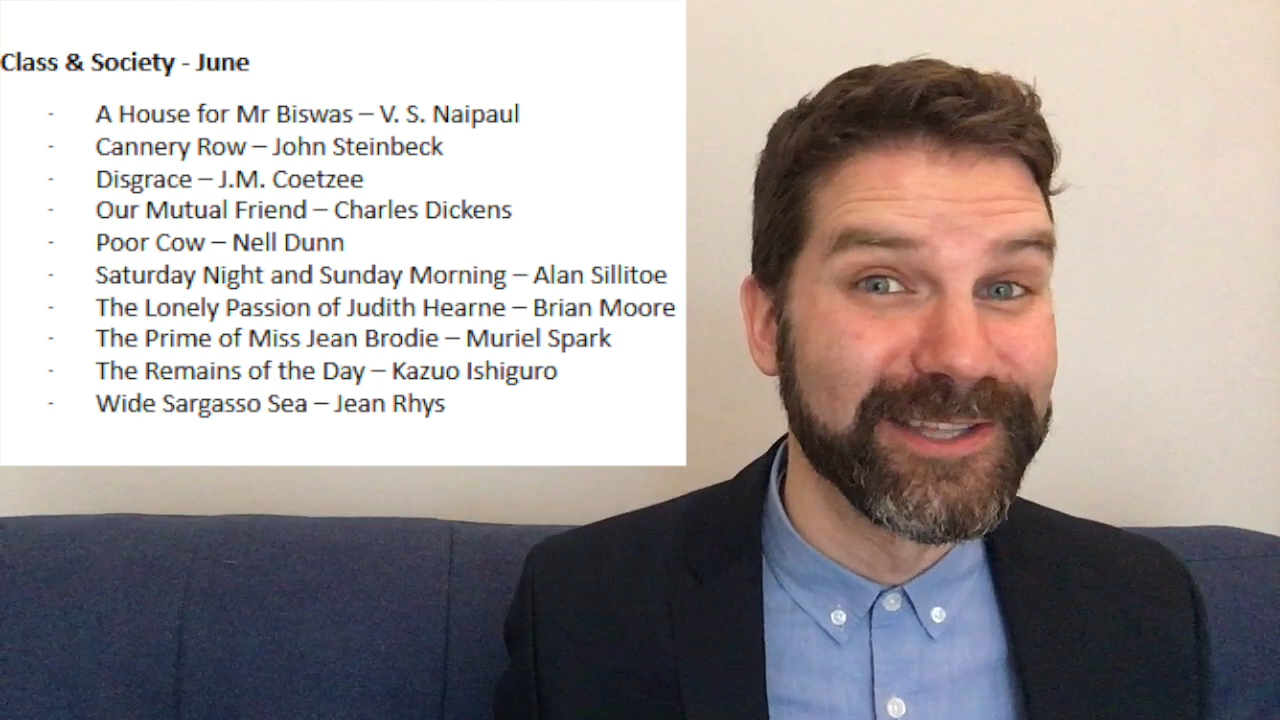 Class & Society - June
- A House for Mr Biswas – V. S. Naipaul
- Cannery Row – John Steinbeck
- Disgrace – J.M. Coetzee
- Our Mutual Friend – Charles Dickens
- Poor Cow – Nell Dunn
- Saturday Night and Sunday Morning – Alan Sillitoe
- The Lonely Passion of Judith Hearne – Brian Moore
- The Prime of Miss Jean Brodie – Muriel Spark
- The Remains of the Day – Kazuo Ishiguro
- Wide Sargasso Sea – Jean Rhys